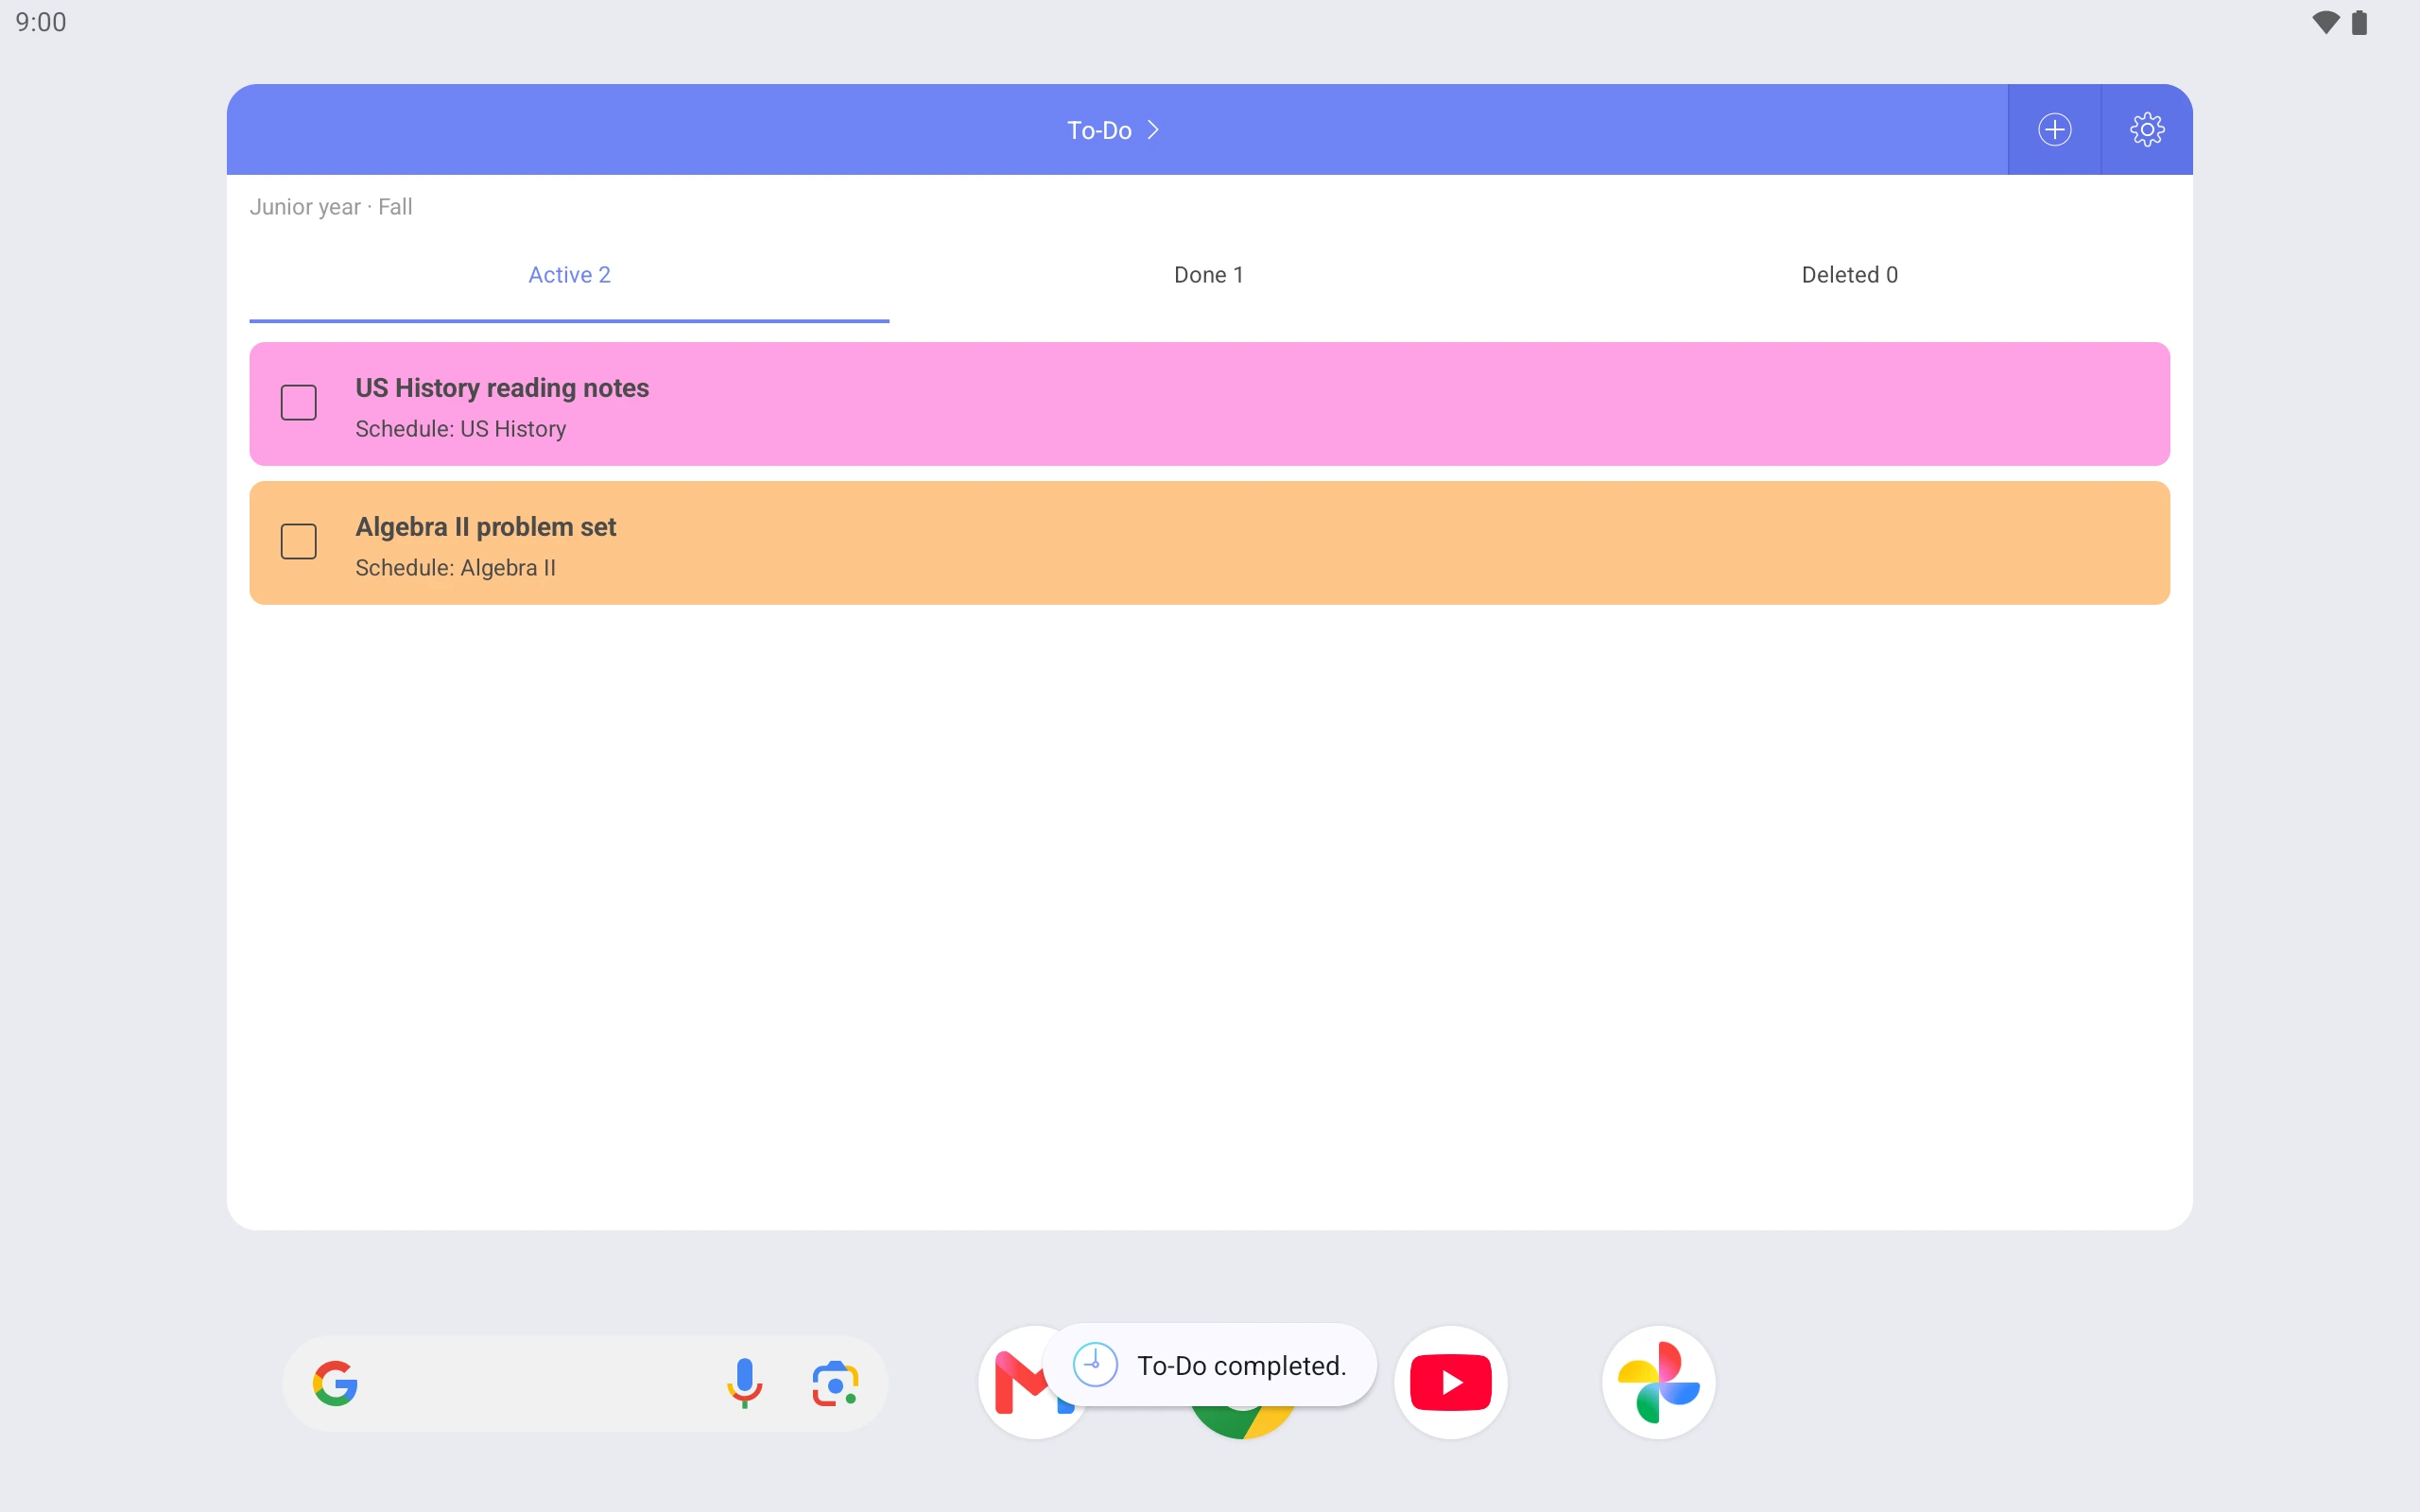 9:00
To-Do
Junior year · Fall
Active 2
Done 1
Deleted 0
US History reading notes
Schedule: US History
Algebra II problem set
Schedule: Algebra II
To-Do completed.